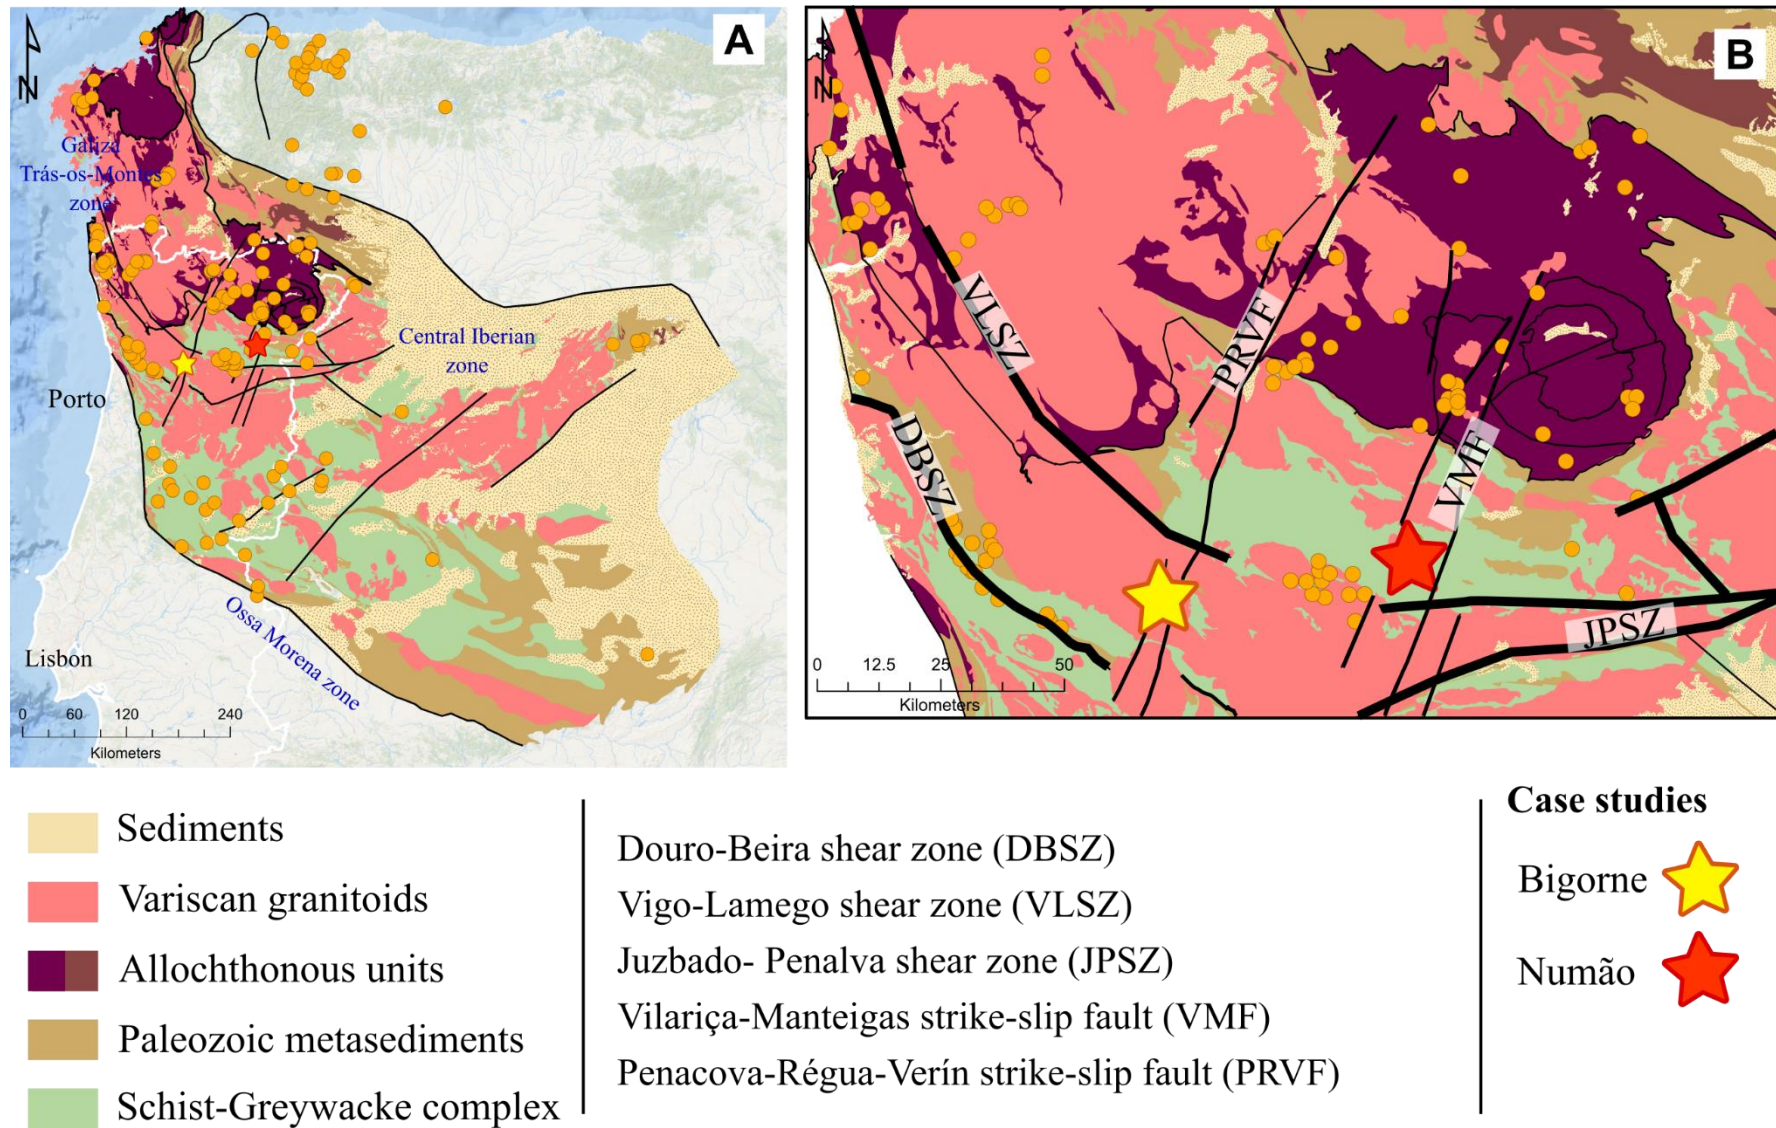 A
N
Galiza
Trás-os-Montes
zone
Central Iberian
zone
Porto
Lisbon
Ossa Morena zone
0 60 120 240
Kilometers
B
N
VLSZ
PRVF
DBSZ
VMF
JPSZ
0 12.5 25 50
Kilometers
Sediments
Variscan granitoids
Allochthonous units
Paleozoic metasediments
Schist-Greywacke complex
Douro-Beira shear zone (DBSZ)
Vigo-Lamego shear zone (VLSZ)
Juzbado- Penalva shear zone (JPSZ)
Vilariça-Manteigas strike-slip fault (VMF)
Penacova-Régua-Verín strike-slip fault (PRVF)
Case studies
Bigorne
Numão